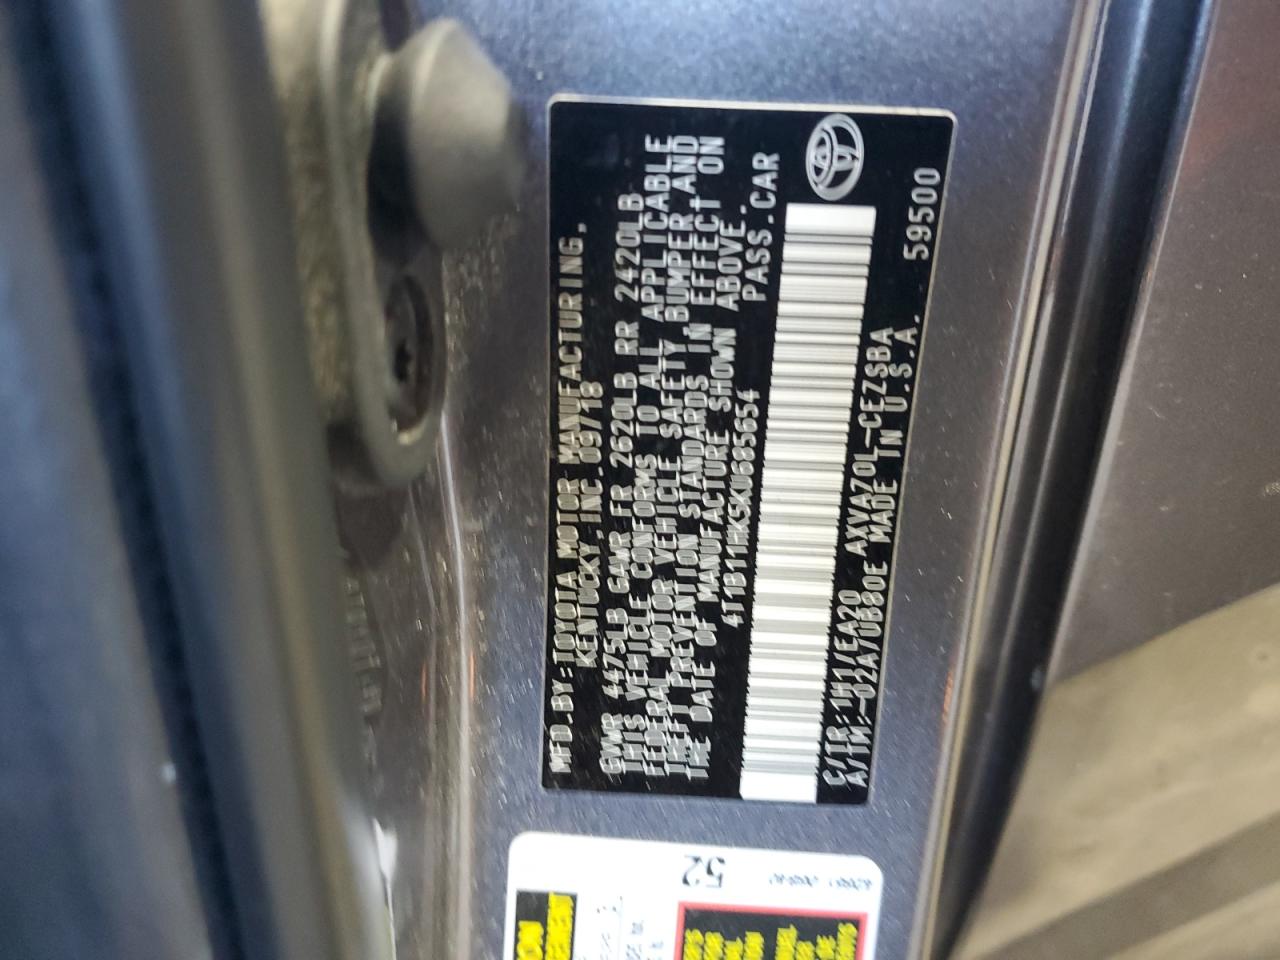 MFD.BY:TOYOTA MOTOR MANUFACTURING,
KENTUCKY,INC.09/18
GVWR 4475LB GAWR FR 2620LB RR 2420LB
THIS VEHICLE CONFORMS TO ALL APPLICABLE
FEDERAL MOTOR VEHICLE SAFETY,BUMPER,AND
THEFT PREVENTION STANDARDS IN EFFECT ON
THE DATE OF MANUFACTURE SHOWN ABOVE.
4T1B11HK5KU685654 PASS.CAR
C/TR:1H1/EA20
A/TM:-02A/UB80E AXVA70L-CEZSBA
MADE IN U.S.A. 59500
52